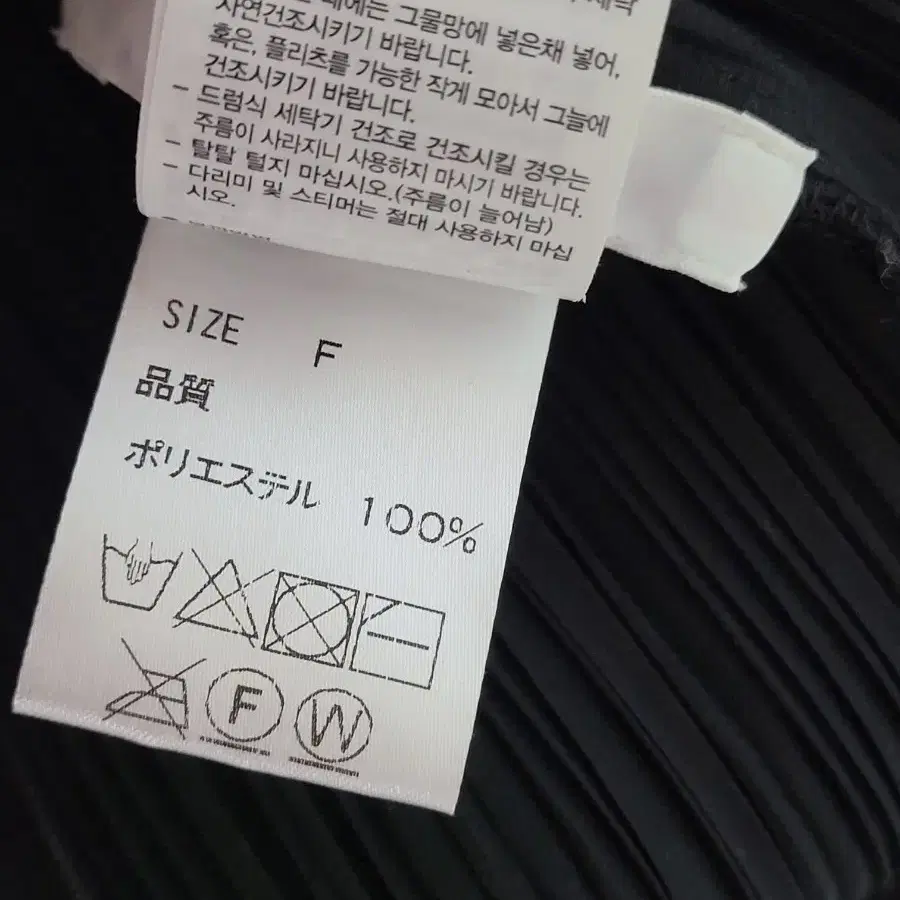 때에는 그물망에 넣은채 넣어,
자연건조시키기 바랍니다.
혹은, 플리츠를 가능한 작게 모아서 그늘에
건조시키기 바랍니다.
- 드럼식 세탁기 건조로 건조시킬 경우는
주름이 사라지니 사용하지 마시기 바랍니다.
- 탈탈 털지 마십시오.(주름이 늘어남)
- 다리미 및 스티머는 절대 사용하지 마십
시오.
SIZE F
品質
ポリエステル 100%
F W